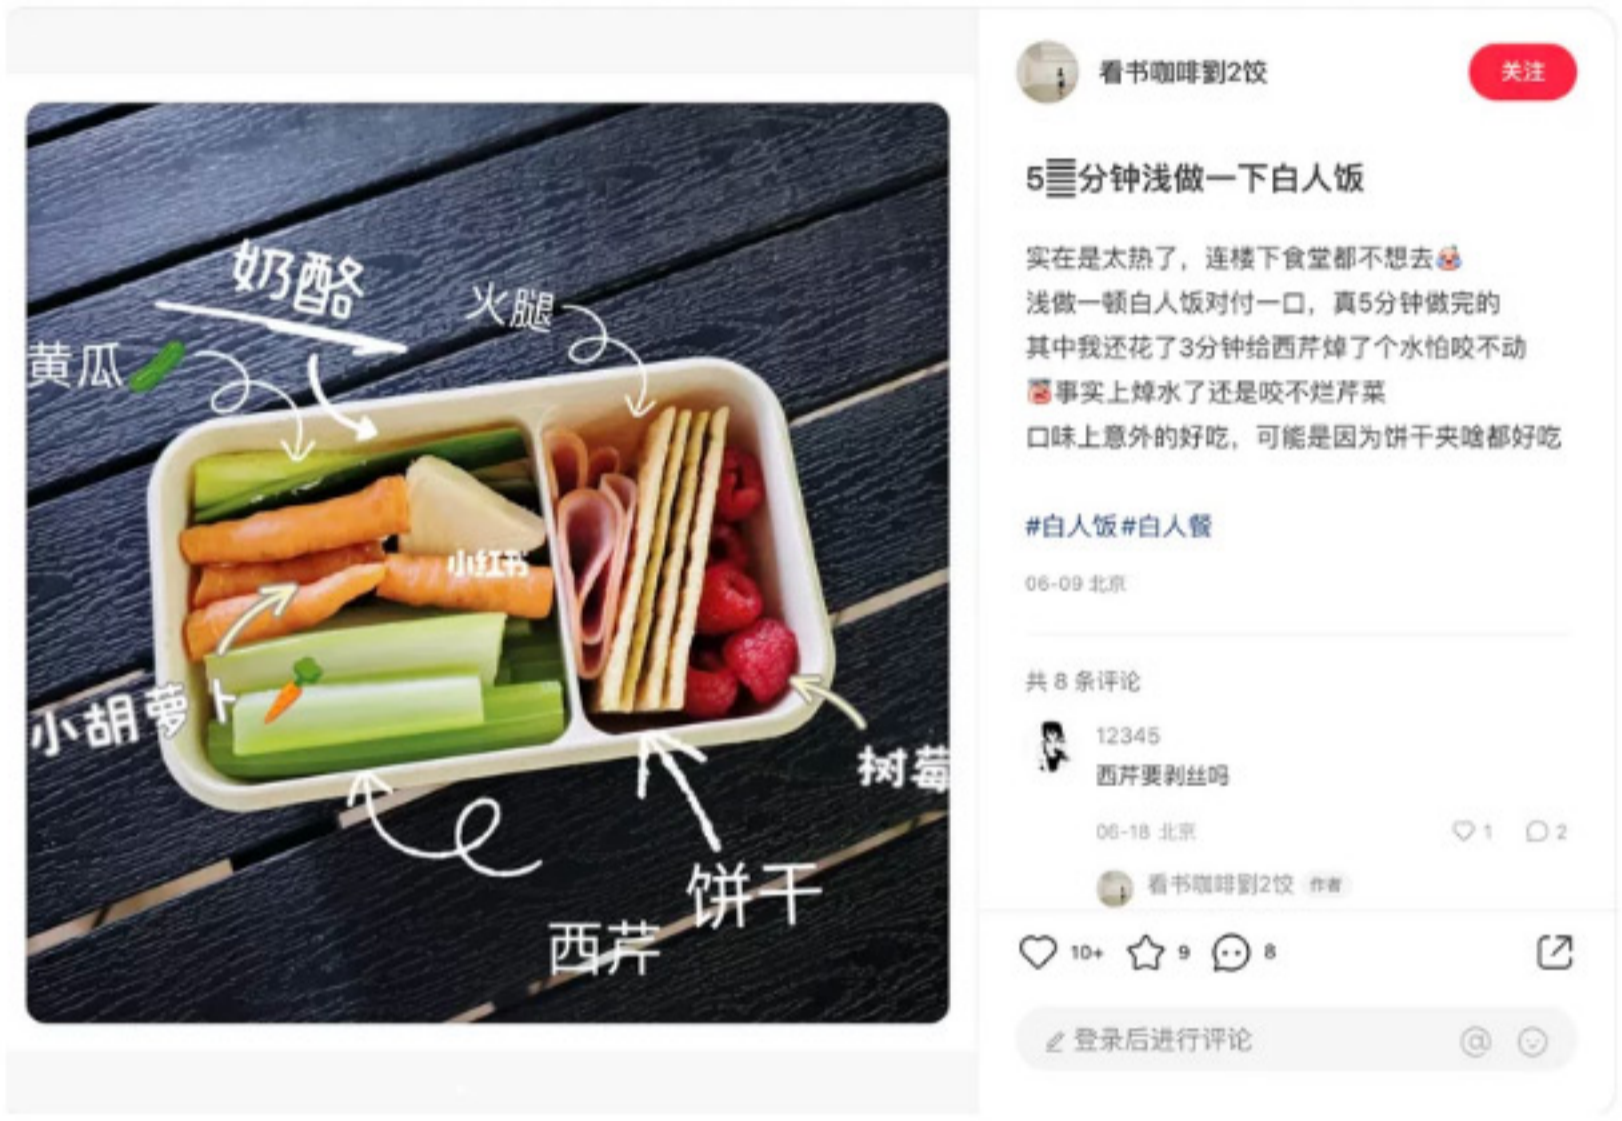 奶酪
火腿
黄瓜
小红书
小胡萝卜
树莓
饼干
西芹
看书咖啡劉2饺
关注
5分钟浅做一下白人饭
实在是太热了，连楼下食堂都不想去
浅做一顿白人饭对付一口，真5分钟做完的
其中我还花了3分钟给西芹焯了个水怕咬不动
事实上焯水了还是咬不烂芹菜
口味上意外的好吃，可能是因为饼干夹啥都好吃
#白人饭#白人餐
06-09 北京
共 8 条评论
12345
西芹要剥丝吗
06-18 北京 1 2
看书咖啡劉2饺 作者
10+ 9 8
登录后进行评论